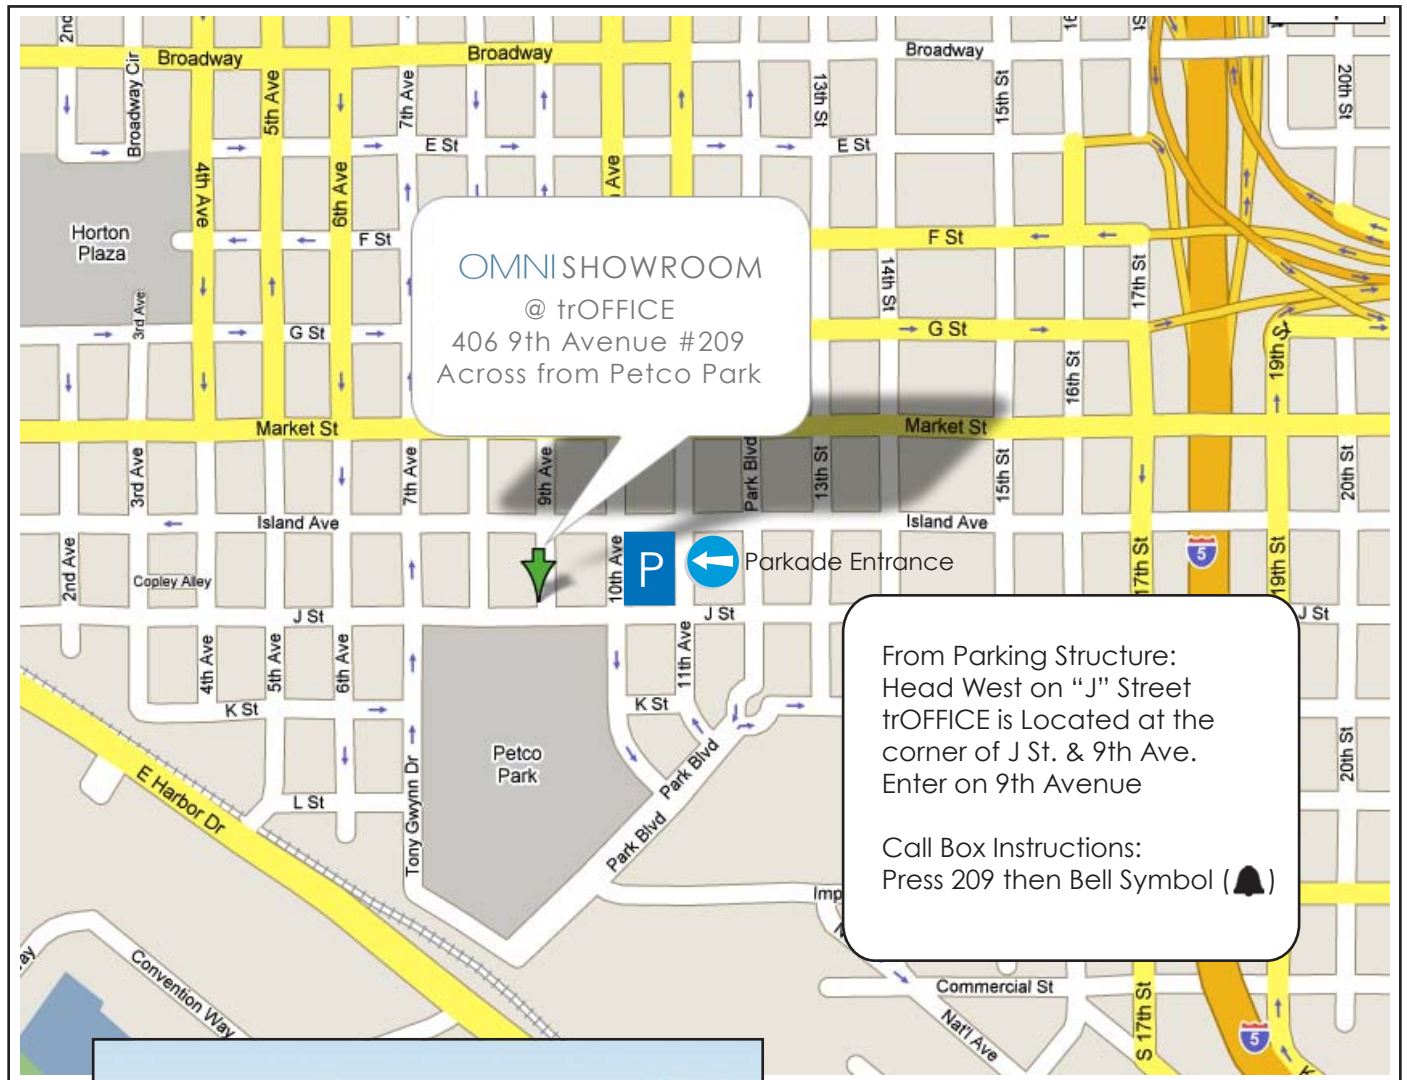 2nd
Broadway Cir
Broadway
5th Ave
7th Ave
Broadway
13th St
Broadway
15th St
16
St
20th St
E St
E St
4th Ave
6th Ave
Ave
Horton
Plaza
F St
F St
14th St
17th St
OMNI SHOWROOM
@ trOFFICE
406 9th Avenue #209
Across from Petco Park
3rd Ave
G St
G St
16th St
19th St
Market St
Market St
3rd Ave
7th Ave
9th Ave
Park Blvd
13th St
15th St
20th St
Island Ave
Island Ave
2nd Ave
Copley Alley
10th Ave
P
Parkade Entrance
17th St
5
19th St
J St
J St
J St
4th Ave
5th Ave
6th Ave
11th Ave
K St
K St
From Parking Structure:
Head West on “J” Street
trOFFICE is Located at the
corner of J St. & 9th Ave.
Enter on 9th Avenue
Call Box Instructions:
Press 209 then Bell Symbol ( )
Petco
Park
Park Blvd
Park Blvd
20th St
E Harbor Dr
L St
Tony Gwynn Dr
Imp
Convention Way
Commercial St
Nat'l Ave
S 17th St
5